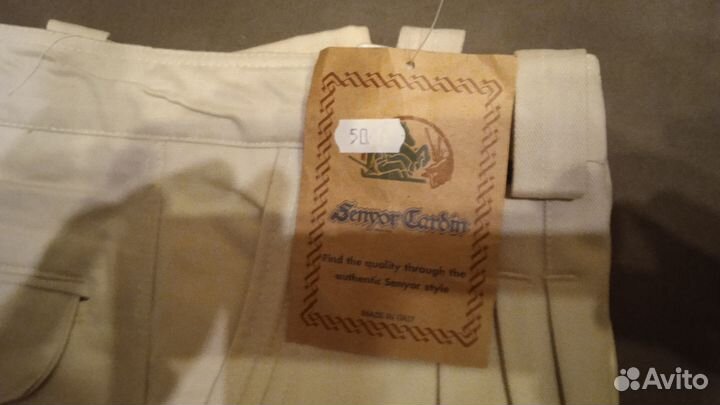 50
Senyor Cardin
Find the quality through the
authentic Senyor style
MADE IN ITALY
Avito